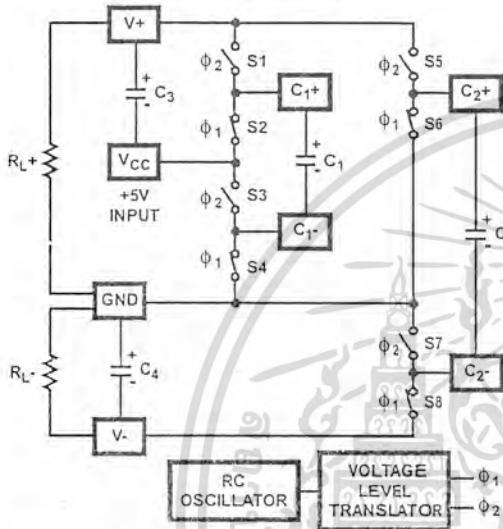 V+
ϕ2 S1
ϕ2 S5
+
C3
-
C1+
C2+
ϕ1 S2
ϕ1 S6
+
C1
-
RL+
VCC
+5V
INPUT
ϕ2 S3
C1-
+
C
-
ϕ1 S4
GND
RL-
+
C4
-
ϕ2 S7
C2-
ϕ1 S8
V-
RC
OSCILLATOR
VOLTAGE
LEVEL
TRANSLATOR
ϕ1
ϕ2